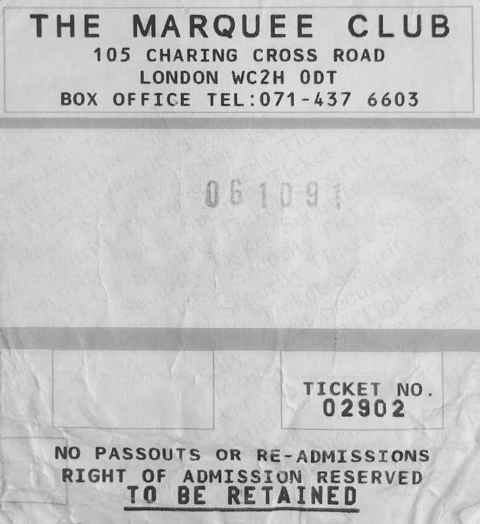 THE MARQUEE CLUB
105 CHARING CROSS ROAD
LONDON WC2H 0DT
BOX OFFICE TEL:071-437 6603
061091
TICKET NO.
02902
NO PASSOUTS OR RE-ADMISSIONS
RIGHT OF ADMISSION RESERVED
TO BE RETAINED